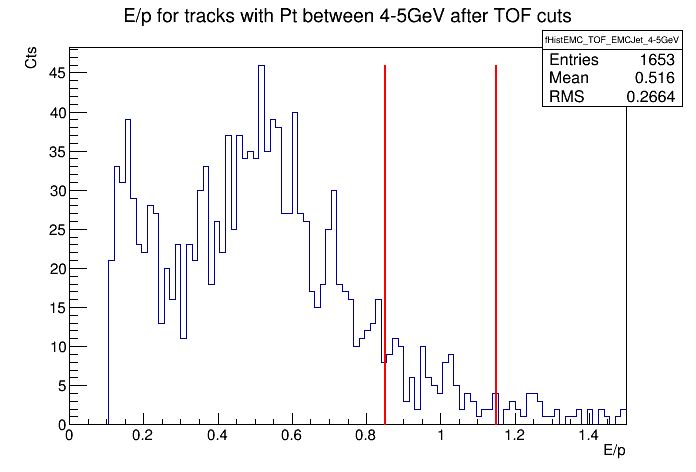 E/p for tracks with Pt between 4-5GeV after TOF cuts
fHistEMC_TOF_EMCJet_4-5GeV
Entries 1653
Mean 0.516
RMS 0.2664
Cts
45
40
35
30
25
20
15
10
5
0
0 0.2 0.4 0.6 0.8 1 1.2 1.4
E/p